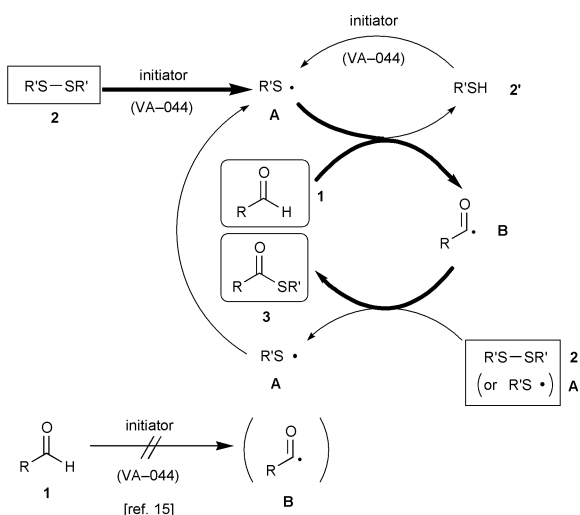 initiator
(VA–044)
R'S–SR'
2
initiator
(VA–044)
R'S •
A
R'SH
2'
O
R
H
1
O
R
SR'
3
O
R
•
B
R'S •
A
R'S–SR'
(or R'S •)
2
A
O
R
H
1
initiator
(VA–044)
[ref. 15]
O
R
•
B